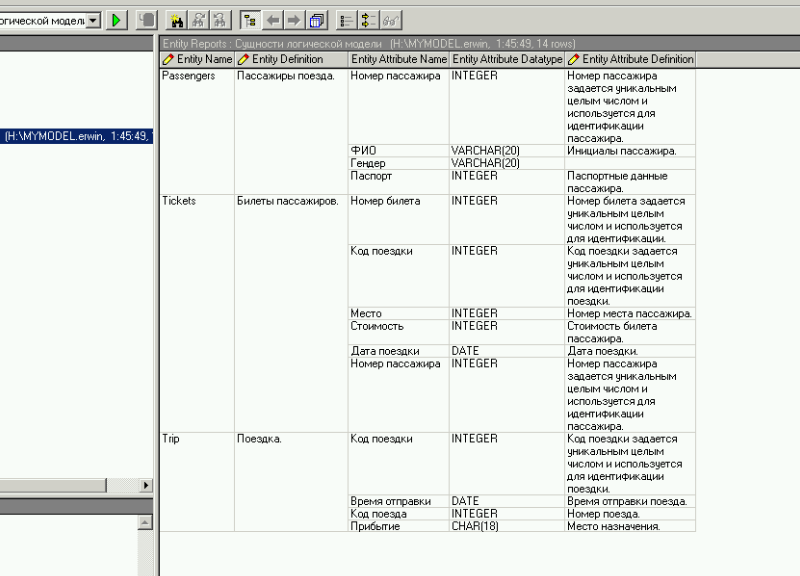 огической модели
Entity Reports : Сущности логической модели (H:\MYMODEL.erwin, 1:45:49, 14 rows)
Entity Name Entity Definition Entity Attribute Name Entity Attribute Datatype Entity Attribute Definition
(H:\MYMODEL.erwin, 1:45:49,
Passengers Пассажиры поезда. Номер пассажира INTEGER Номер пассажира
задается уникальным
целым числом и
используется для
идентификации
пассажира.
ФИО VARCHAR(20) Инициалы пассажира.
Гендер VARCHAR(20)
Паспорт INTEGER Паспортные данные
пассажира.
Tickets Билеты пассажиров. Номер билета INTEGER Номер билета задается
уникальным целым
числом и используется
для идентификации.
Код поездки INTEGER Код поездки задается
уникальным целым
числом и используется
для идентификации
поездки.
Место INTEGER Номер места пассажира.
Стоимость INTEGER Стоимость билета
пассажира.
Дата поездки DATE Дата поездки.
Номер пассажира INTEGER Номер пассажира
задается уникальным
целым числом и
используется для
идентификации
пассажира.
Trip Поездка. Код поездки INTEGER Код поездки задается
уникальным целым
числом и используется
для идентификации
поездки.
Время отправки DATE Время отправки поезда.
Код поезда INTEGER Номер поезда.
Прибытие CHAR(18) Место назначения.